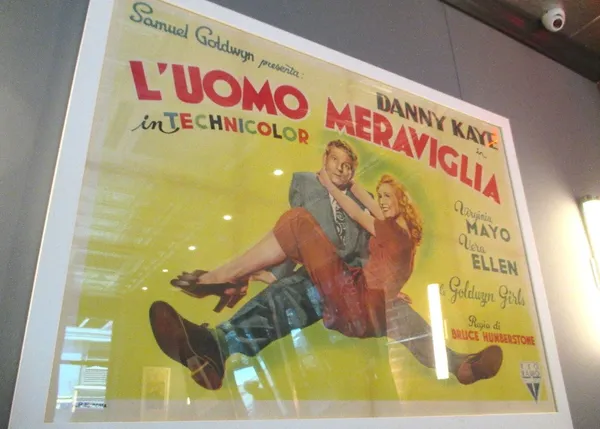 Samuel Goldwyn
presenta:
DANNY KAYE
in
L'UOMO MERAVIGLIA
in TECHNICOLOR
Virginia
MAYO
Vera
ELLEN
Goldwyn Girls
Regia di
BRUCE HUMBERSTONE